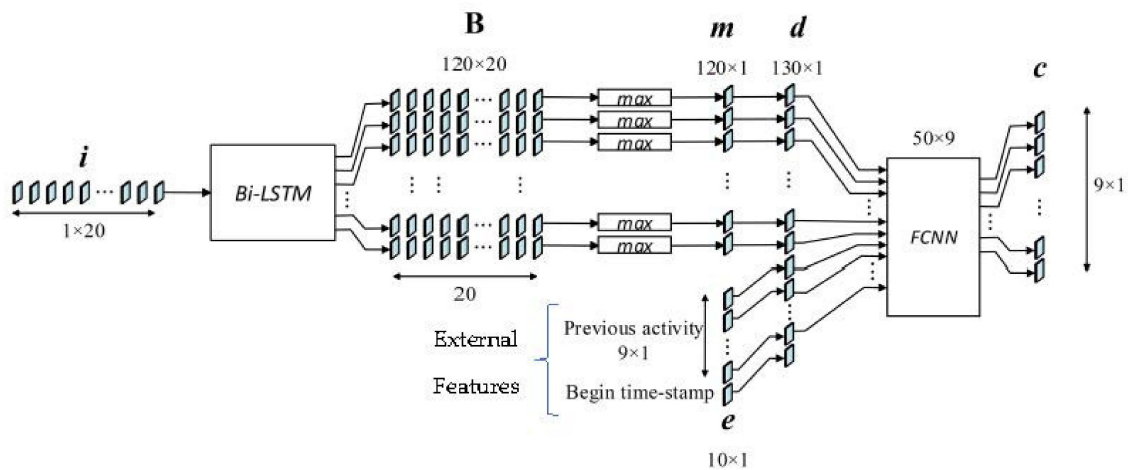 B
m
d
120×20
120×1
130×1
c
max
max
50×9
max
i
Bi-LSTM
9×1
1×20
max
FCNN
max
20
Previous activity
External
9×1
Features
Begin time-stamp
e
10×1